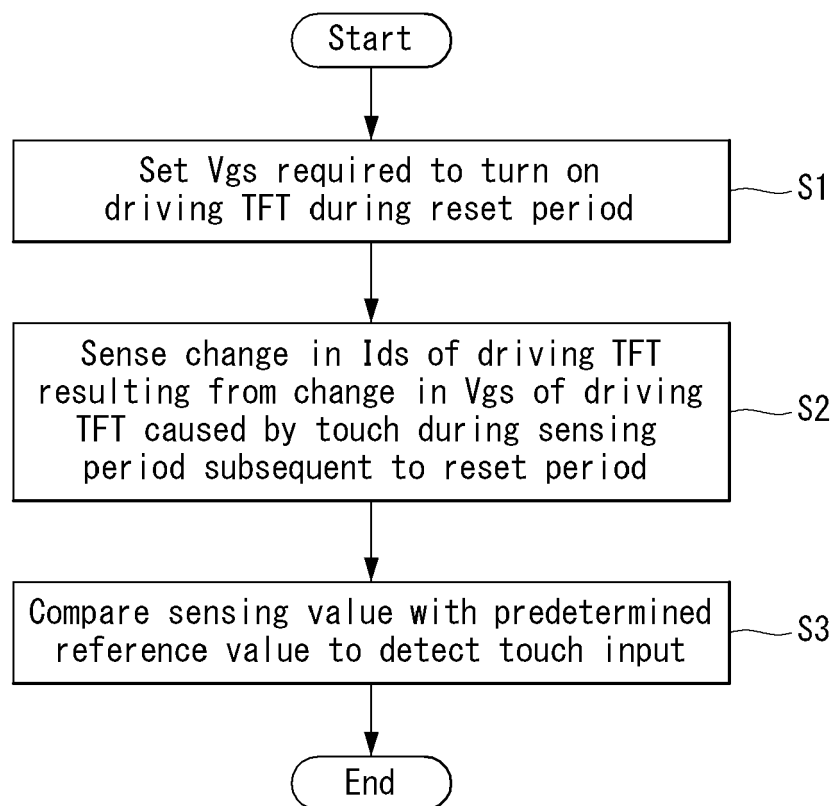 Start
Set Vgs required to turn on
driving TFT during reset period
S1
Sense change in Ids of driving TFT
resulting from change in Vgs of driving
TFT caused by touch during sensing
period subsequent to reset period
S2
Compare sensing value with predetermined
reference value to detect touch input
S3
End